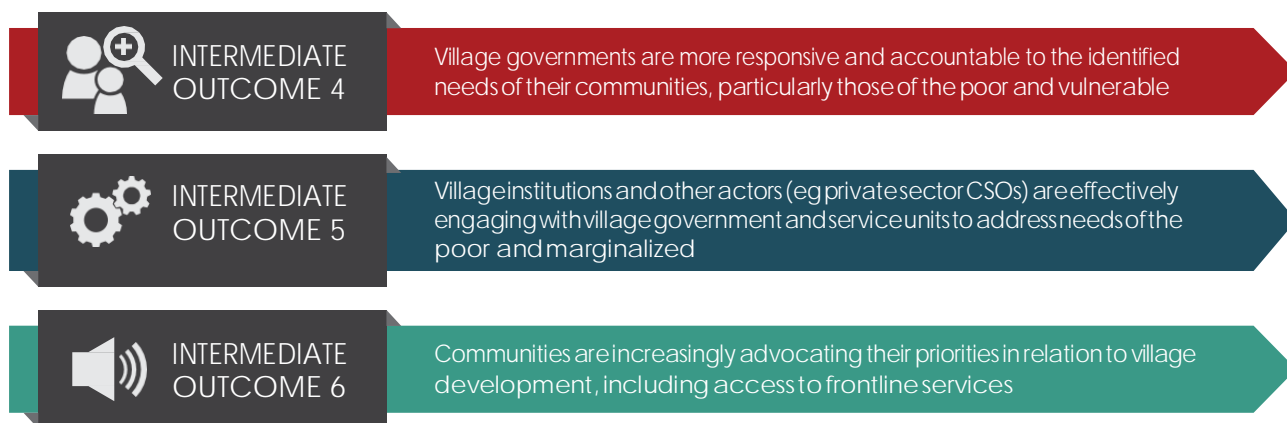 INTERMEDIATE
OUTCOME 4
Village governments are more responsive and accountable to the identified
needs of their communities, particularly those of the poor and vulnerable
INTERMEDIATE
OUTCOME 5
Village institutions and other actors (eg private sector CSOs) are effectively
engaging with village government and service units to address needs of the
poor and marginalized
INTERMEDIATE
OUTCOME 6
Communities are increasingly advocating their priorities in relation to village
development, including access to frontline services